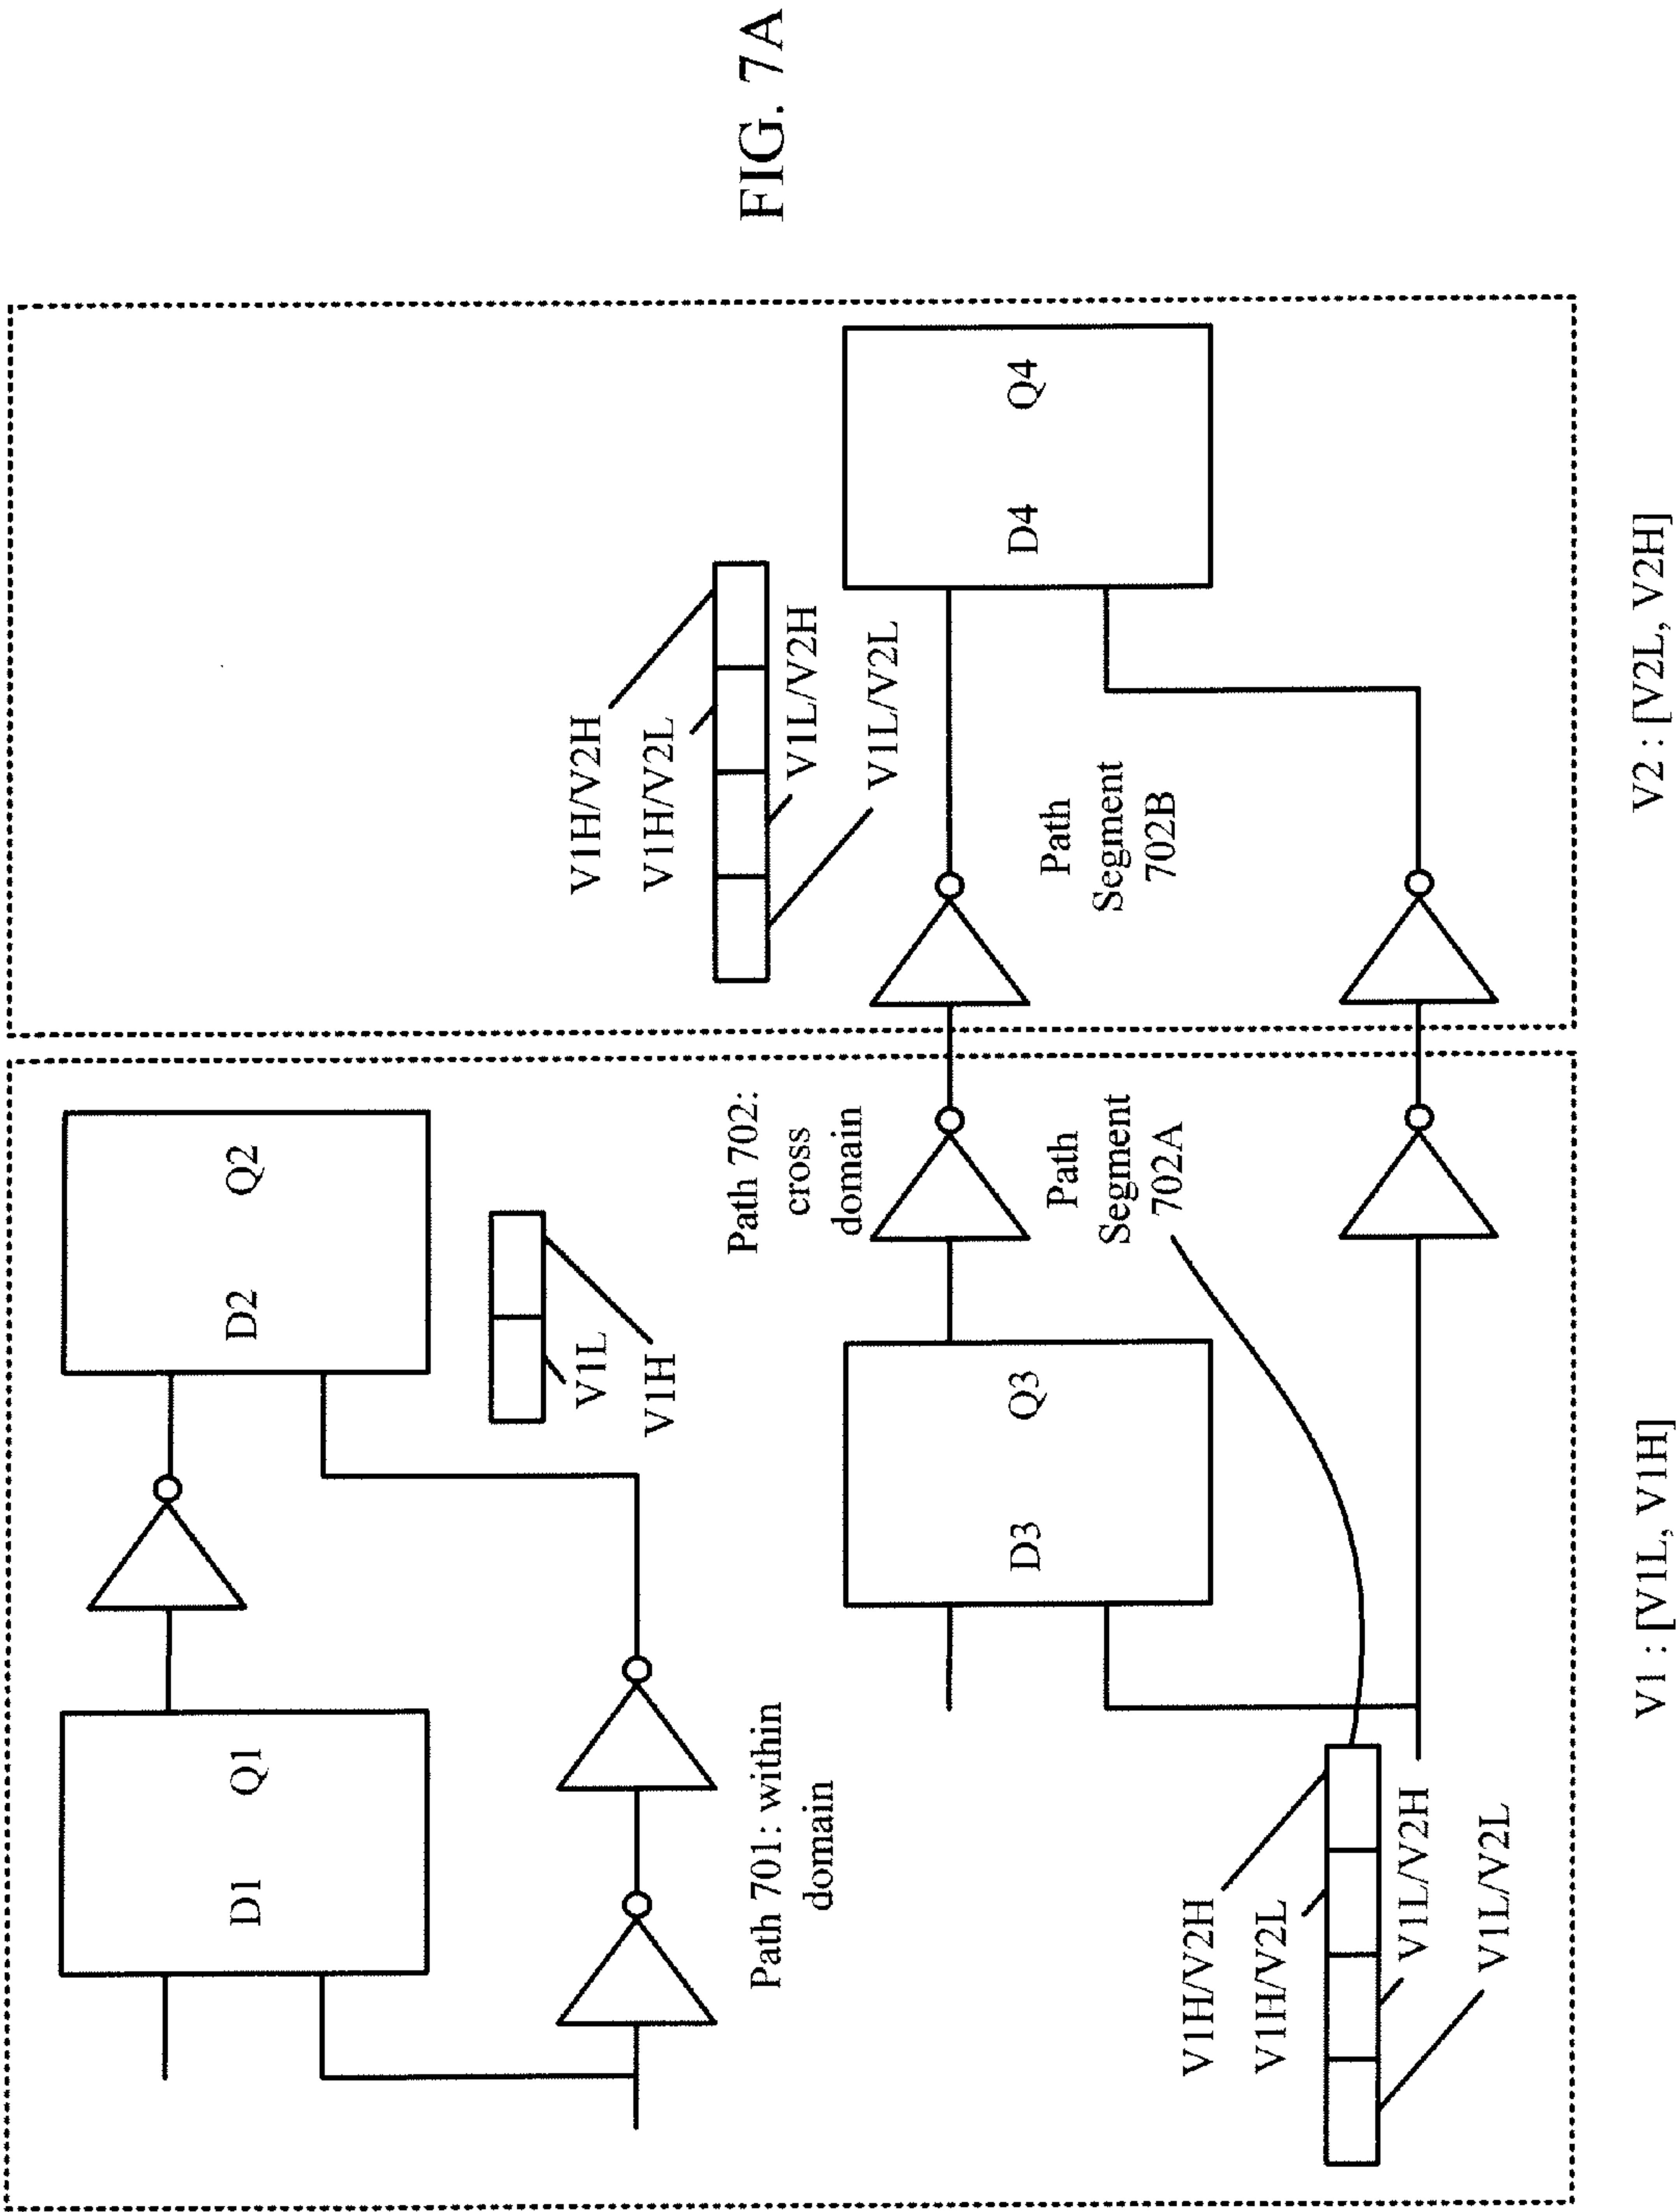 D1 Q1
D2 Q2
V1L
V1H
Path 701: within
domain
Path 702:
cross
domain
V1H/V2H
V1H/V2L
V1L/V2H
V1L/V2L
D3 Q3
D4 Q4
Path
Segment
702A
Path
Segment
702B
V1H/V2H
V1H/V2L
V1L/V2H
V1L/V2L
V1 : [V1L, V1H]
V2 : [V2L, V2H]
FIG. 7A